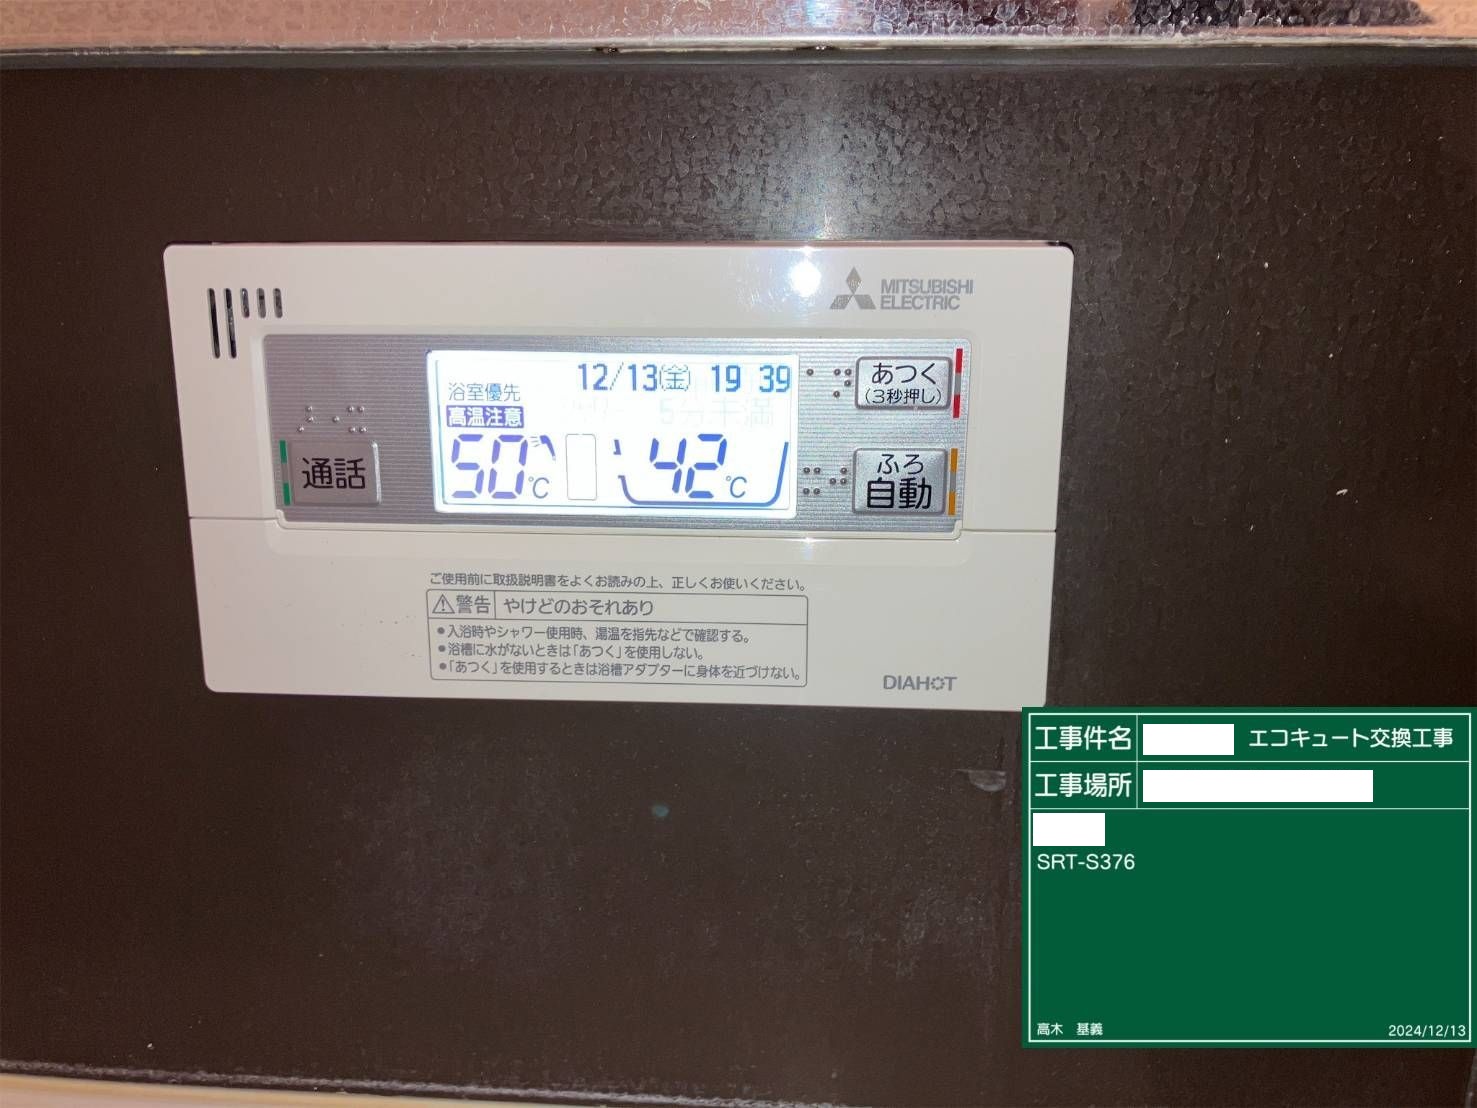 MITSUBISHI
ELECTRIC
12/13(金) 19 39
浴室優先
高温注意
50℃
42℃
あつく
(3秒押し)
通話
ふろ
自動
ご使用前に取扱説明書をよくお読みの上、正しくお使いください。
⚠警告 やけどのおそれあり
●入浴時やシャワー使用時、湯温を指先などで確認する。
●浴槽に水がないときは「あつく」を使用しない。
●「あつく」を使用するときは浴槽アダプターに身体を近づけない。
DIAHOT
工事件名 エコキュート交換工事
工事場所
SRT-S376
高木 基義 2024/12/13